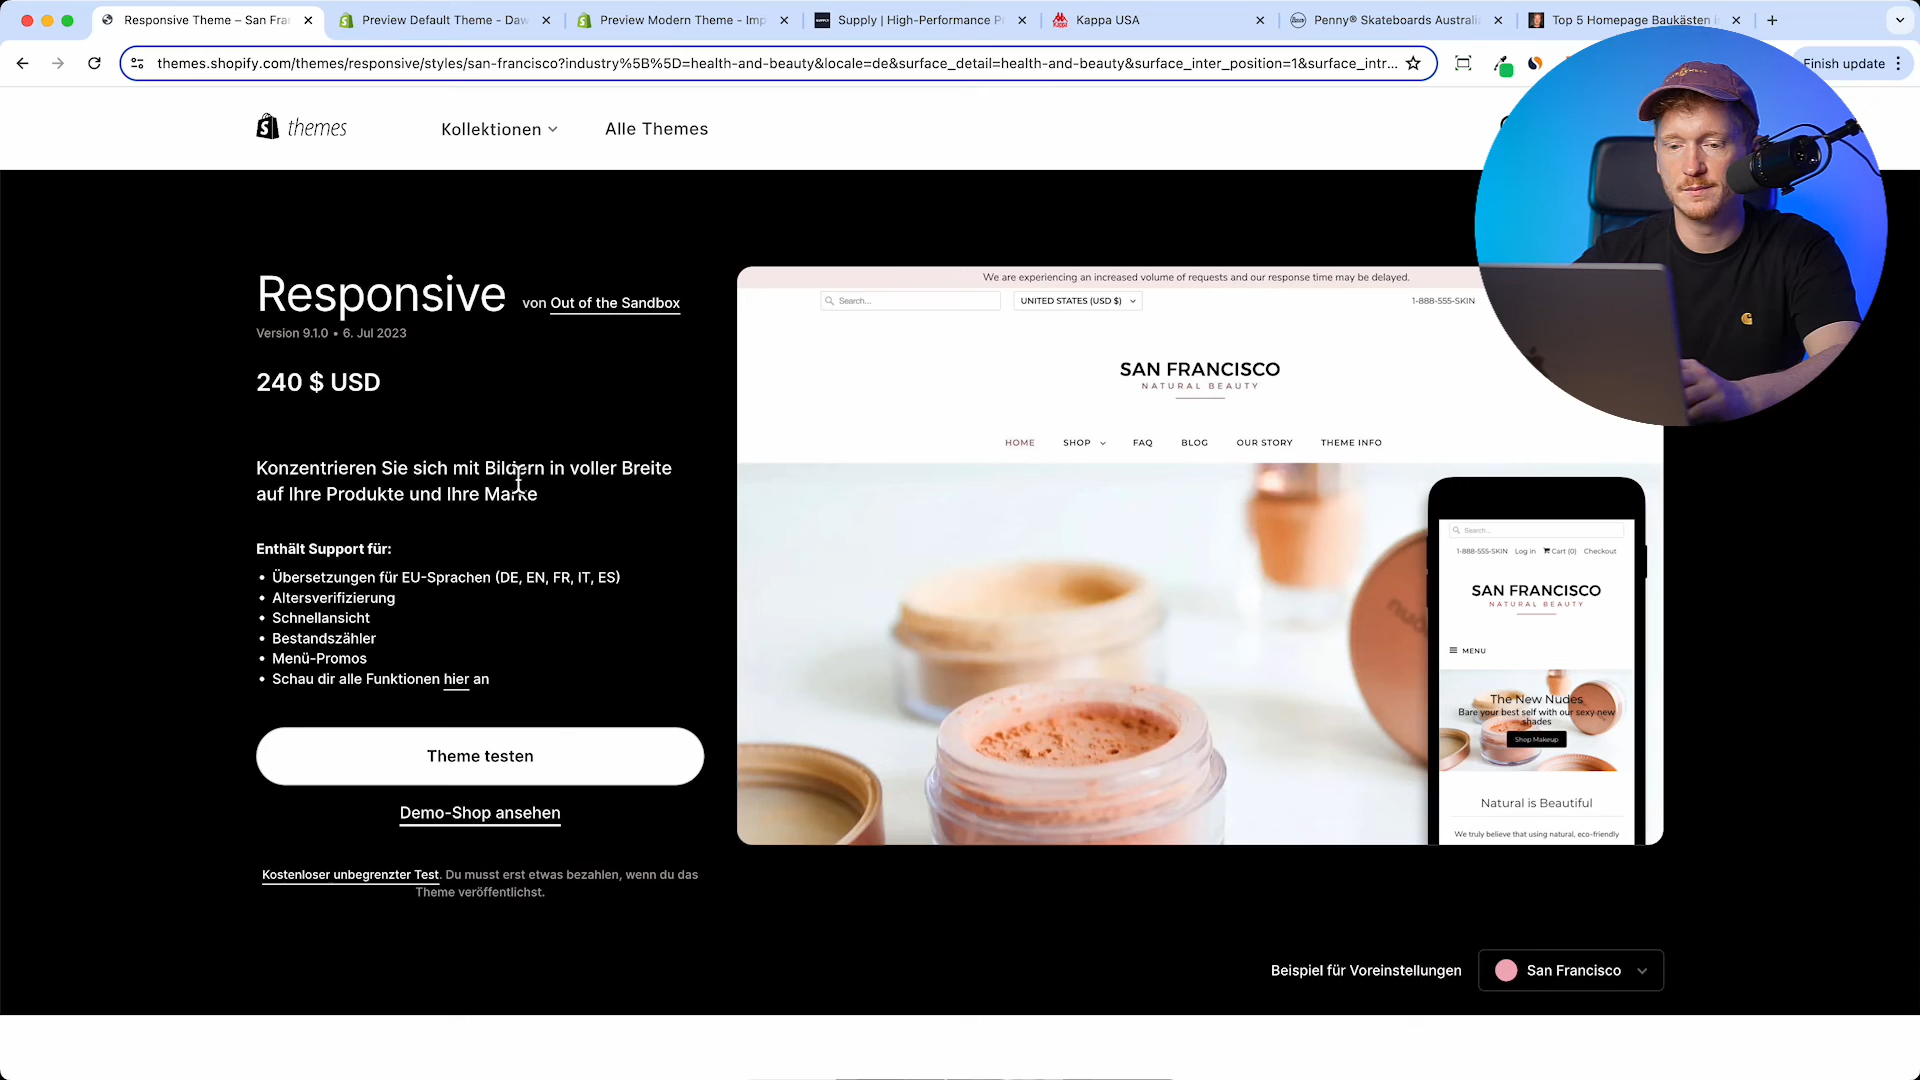 Responsive Theme – San Fra
Preview Default Theme - Daw
Preview Modern Theme - Imp
Supply | High-Performance P
Kappa USA
Penny® Skateboards Australi
Top 5 Homepage Baukästen i
themes.shopify.com/themes/responsive/styles/san-francisco?industry%5B%5D=health-and-beauty&locale=de&surface_detail=health-and-beauty&surface_inter_position=1&surface_intr...
Finish update
themes
Kollektionen
Alle Themes
Responsive von Out of the Sandbox
Version 9.1.0 • 6. Jul 2023
240 $ USD
Konzentrieren Sie sich mit Bildern in voller Breite
auf Ihre Produkte und Ihre Marke
Enthält Support für:
• Übersetzungen für EU-Sprachen (DE, EN, FR, IT, ES)
• Altersverifizierung
• Schnellansicht
• Bestandszähler
• Menü-Promos
• Schau dir alle Funktionen hier an
Theme testen
Demo-Shop ansehen
Kostenloser unbegrenzter Test. Du musst erst etwas bezahlen, wenn du das
Theme veröffentlichst.
We are experiencing an increased volume of requests and our response time may be delayed.
Search...
UNITED STATES (USD $)
1-888-555-SKIN
SAN FRANCISCO
NATURAL BEAUTY
HOME
SHOP
FAQ
BLOG
OUR STORY
THEME INFO
Search...
1-888-555-SKIN Log in Cart (0) Checkout
SAN FRANCISCO
NATURAL BEAUTY
MENU
The New Nudes
Bare your best self with our sexy new
shades
Shop Makeup
Natural is Beautiful
We truly believe that using natural, eco-friendly
Beispiel für Voreinstellungen
San Francisco